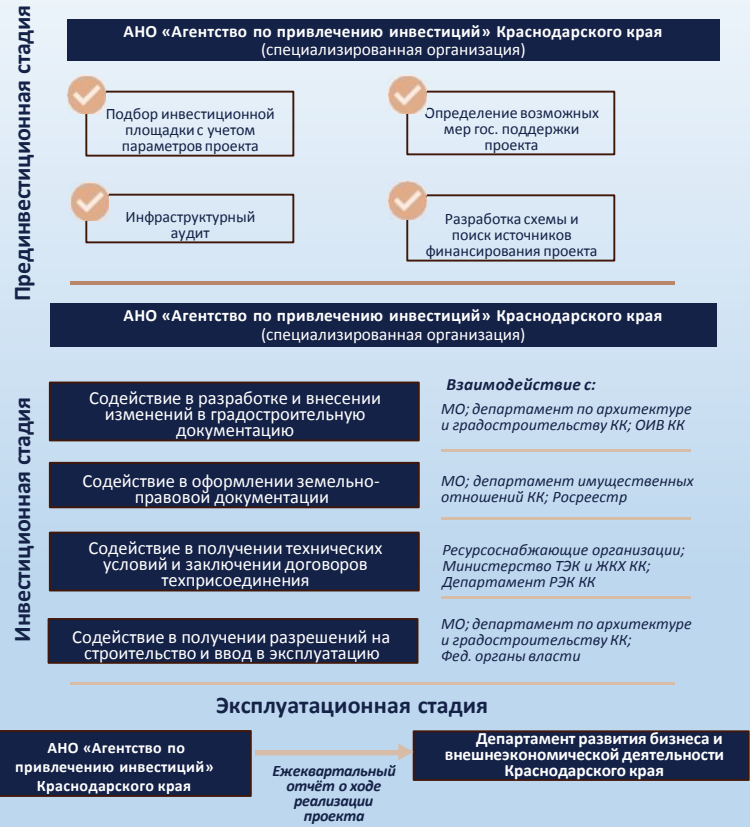 Прединвестиционная стадия
АНО «Агентство по привлечению инвестиций» Краснодарского края
(специализированная организация)
Подбор инвестиционной
площадки с учетом
параметров проекта
Определение возможных
мер гос. поддержки
проекта
Инфраструктурный
аудит
Разработка схемы и
поиск источников
финансирования проекта
АНО «Агентство по привлечению инвестиций» Краснодарского края
(специализированная организация)
Инвестиционная стадия
Взаимодействие с:
Содействие в разработке и внесении
изменений в градостроительную
документацию
МО; департамент по архитектуре
и градостроительству КК; ОИВ КК
Содействие в оформлении земельно-
правовой документации
МО; департамент имущественных
отношений КК; Росреестр
Содействие в получении технических
условий и заключении договоров
техприсоединения
Ресурсоснабжающие организации;
Министерство ТЭК и ЖКХ КК;
Департамент РЭК КК
Содействие в получении разрешений на
строительство и ввод в эксплуатацию
МО; департамент по архитектуре
и градостроительству КК;
Фед. органы власти
Эксплуатационная стадия
АНО «Агентство по
привлечению инвестиций»
Краснодарского края
Ежеквартальный
отчёт о ходе
реализации
проекта
Департамент развития бизнеса и
внешнеэкономической деятельности
Краснодарского края